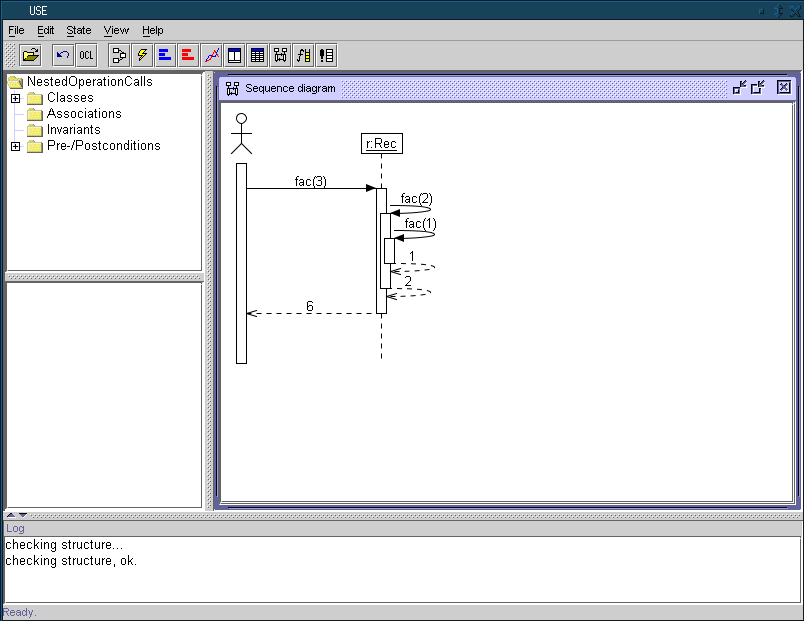 USE
File Edit State View Help
OCL
NestedOperationCalls
Classes
Associations
Invariants
Pre-/Postconditions
Sequence diagram
r:Rec
fac(3)
fac(2)
fac(1)
1
2
6
Log
checking structure...
checking structure, ok.
Ready.